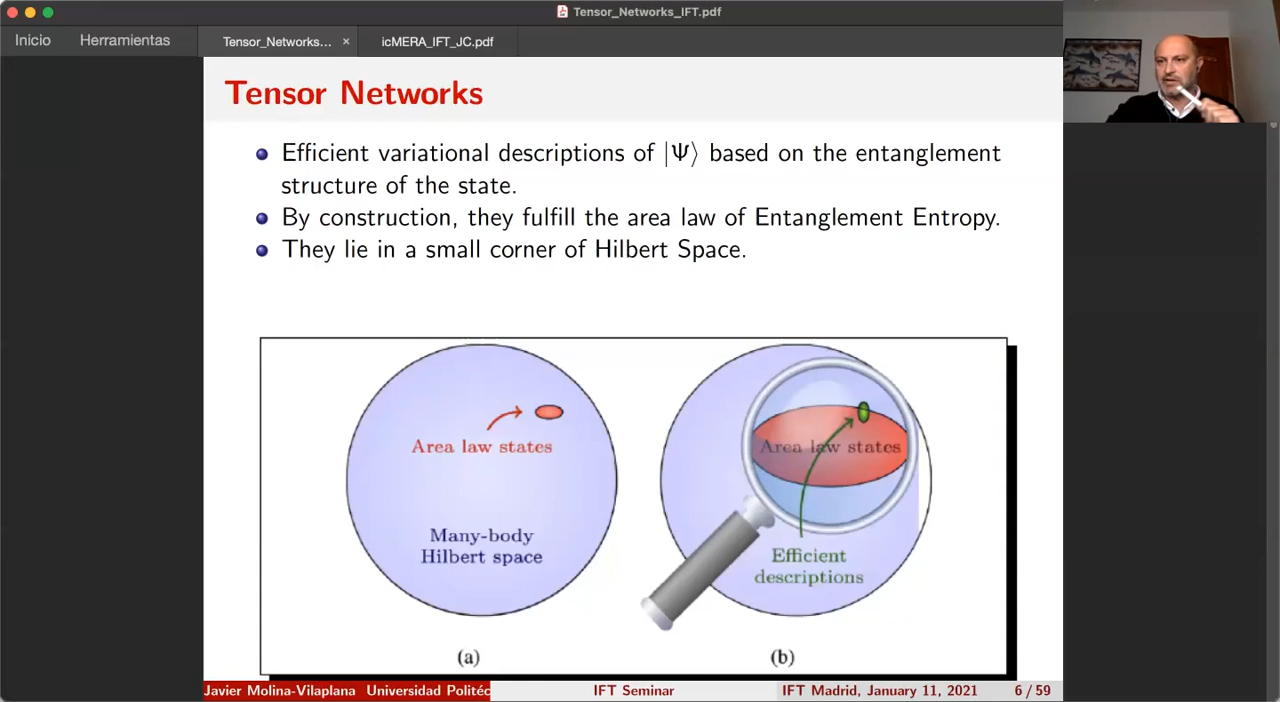 Tensor_Networks_IFT.pdf
Inicio
Herramientas
Tensor_Networks... ×
icMERA_IFT_JC.pdf
Tensor Networks
Efficient variational descriptions of |Ψ⟩ based on the entanglement
structure of the state.
By construction, they fulfill the area law of Entanglement Entropy.
They lie in a small corner of Hilbert Space.
Area law states
Many-body
Hilbert space
(a)
Area law states
Efficient
descriptions
(b)
Javier Molina-Vilaplana Universidad Politéc
IFT Seminar
IFT Madrid, January 11, 2021
6 / 59